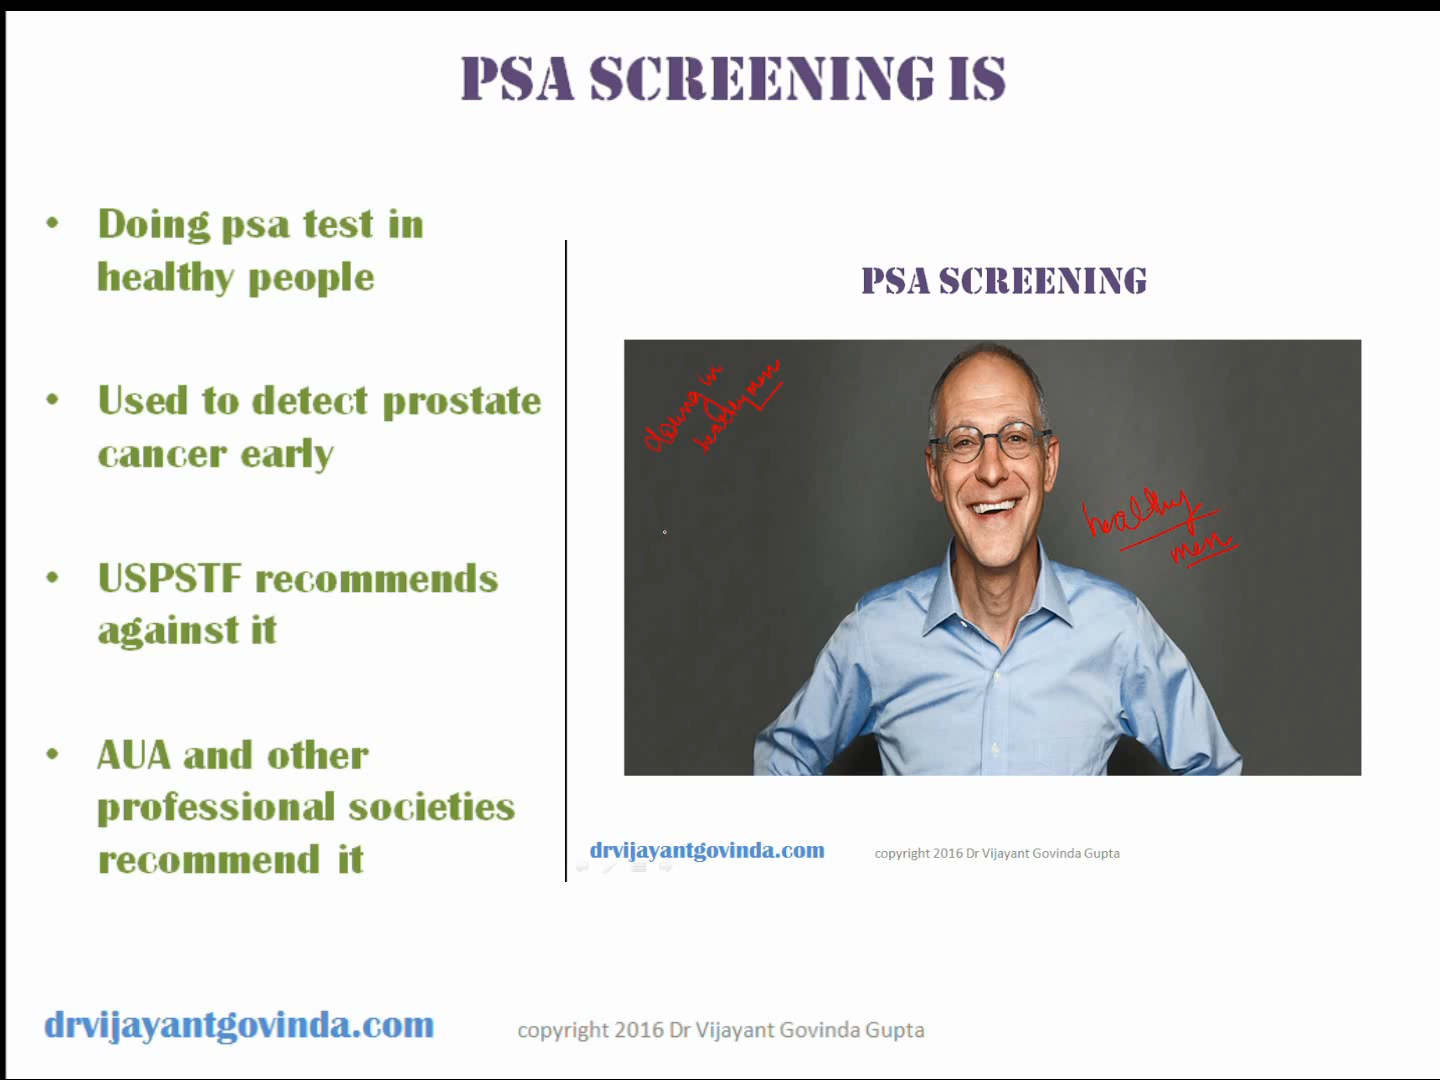 PSA SCREENING IS
• Doing psa test in
healthy people
• Used to detect prostate
cancer early
• USPSTF recommends
against it
• AUA and other
professional societies
recommend it
PSA SCREENING
doing in
healthy men
healthy
men
drvijayantgovinda.com copyright 2016 Dr Vijayant Govinda Gupta
drvijayantgovinda.com copyright 2016 Dr Vijayant Govinda Gupta